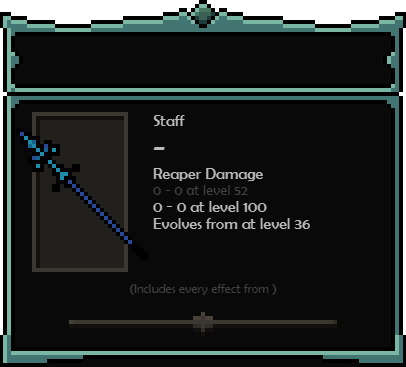 Staff
–
Reaper Damage
0 - 0 at level 52
0 - 0 at level 100
Evolves from at level 36
(Includes every effect from )